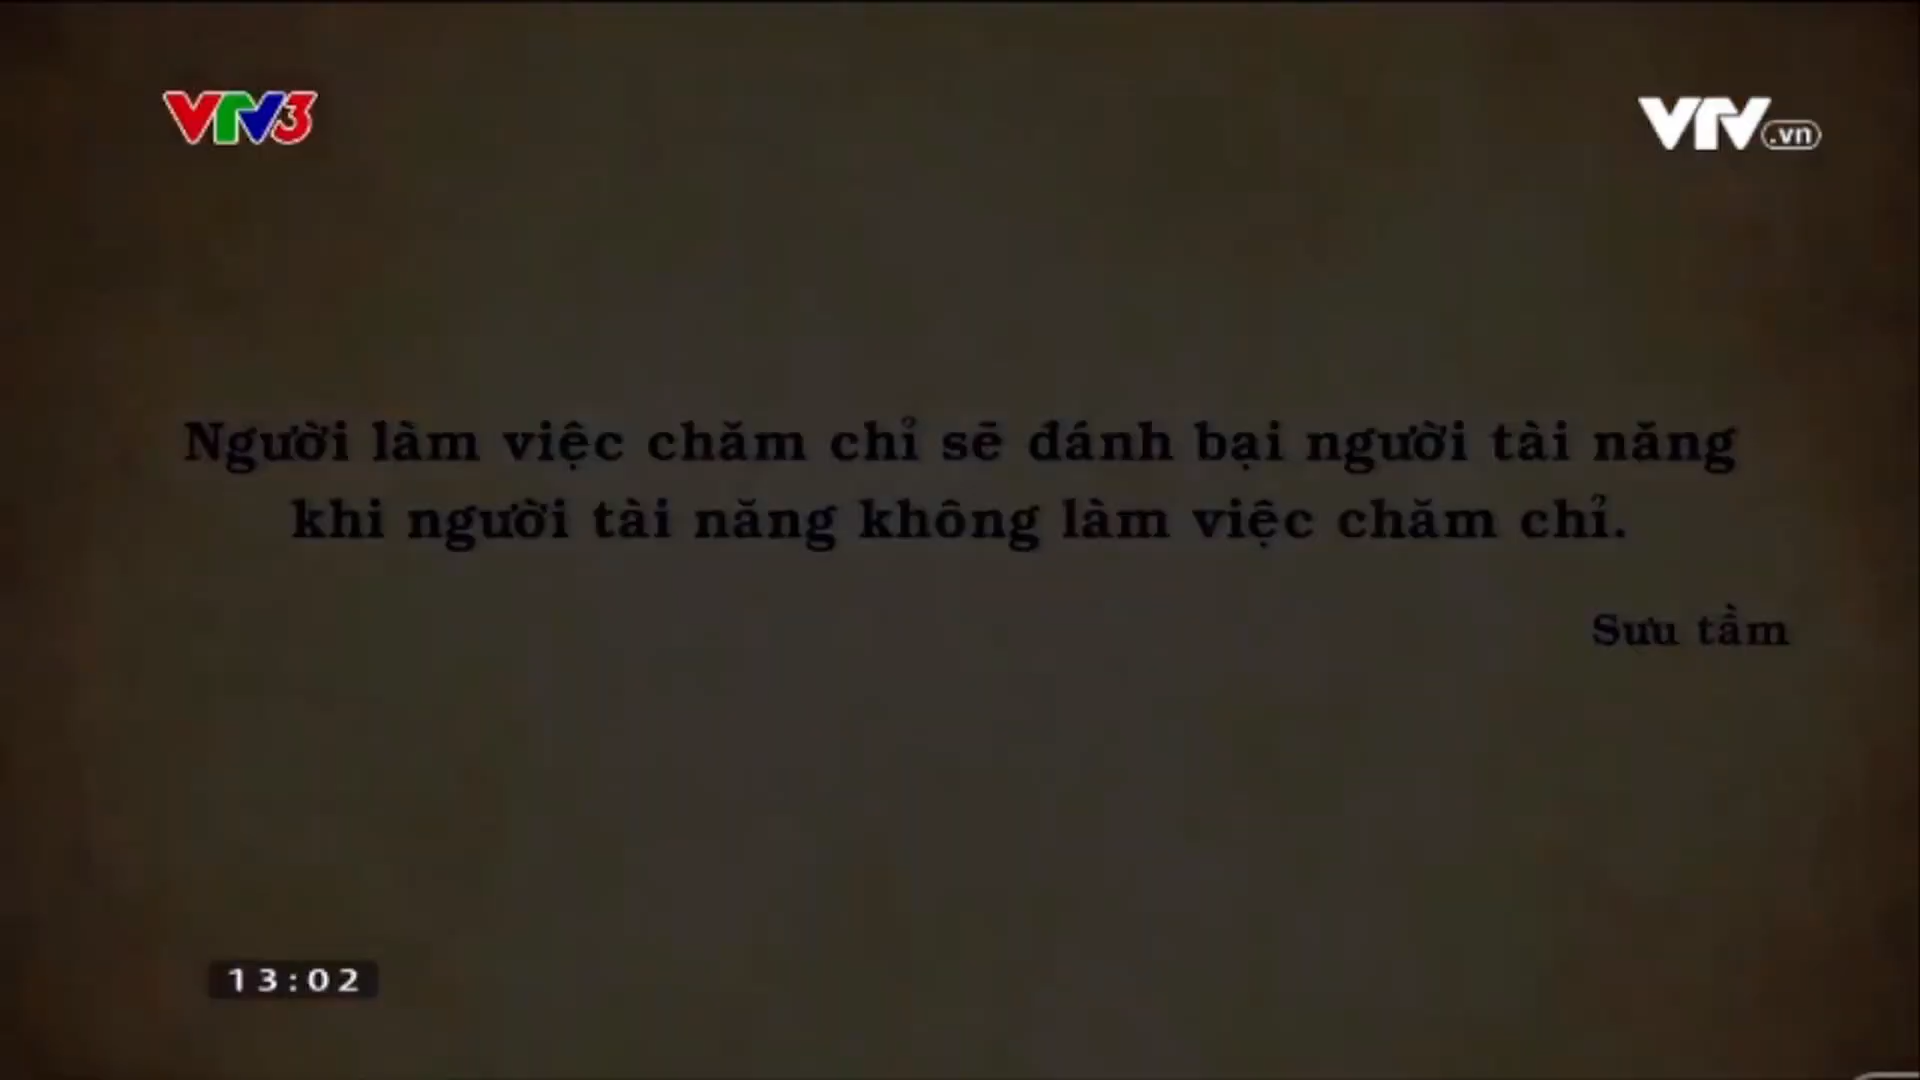 VTV3
VTV.vn
Người làm việc chăm chỉ sẽ đánh bại người tài năng
khi người tài năng không làm việc chăm chỉ.
Sưu tầm
13:02